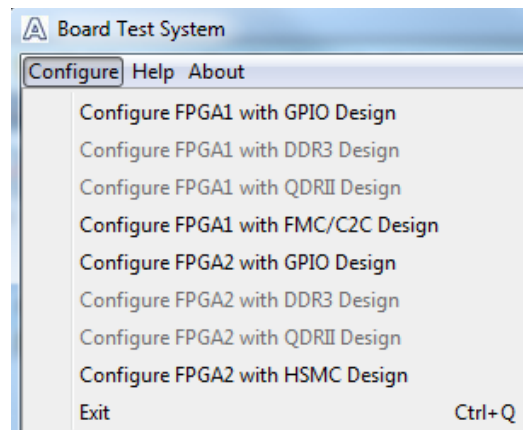 Board Test System
Configure Help About
Configure FPGA1 with GPIO Design
Configure FPGA1 with DDR3 Design
Configure FPGA1 with QDRII Design
Configure FPGA1 with FMC/C2C Design
Configure FPGA2 with GPIO Design
Configure FPGA2 with DDR3 Design
Configure FPGA2 with QDRII Design
Configure FPGA2 with HSMC Design
Exit Ctrl+Q